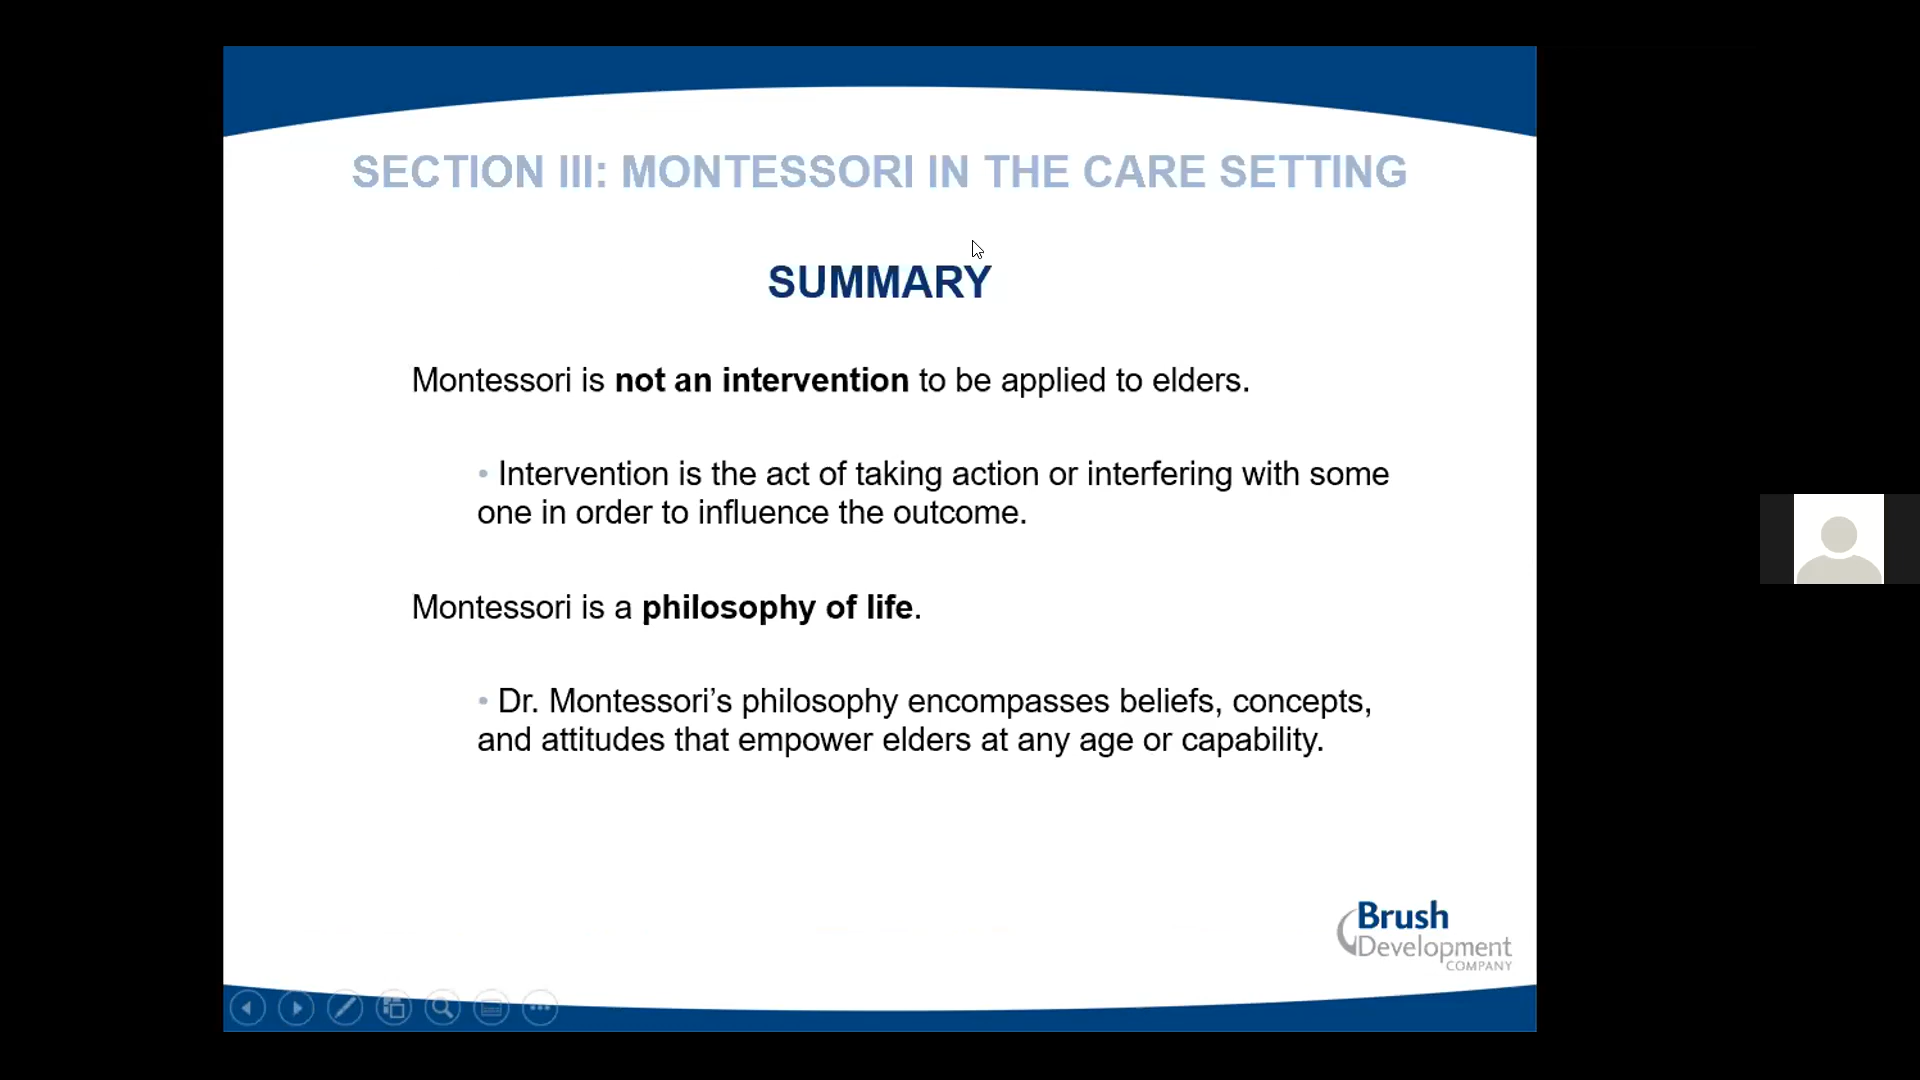 SECTION III: MONTESSORI IN THE CARE SETTING
SUMMARY
Montessori is not an intervention to be applied to elders.
• Intervention is the act of taking action or interfering with some
one in order to influence the outcome.
Montessori is a philosophy of life.
• Dr. Montessori’s philosophy encompasses beliefs, concepts,
and attitudes that empower elders at any age or capability.
Brush
Development
COMPANY